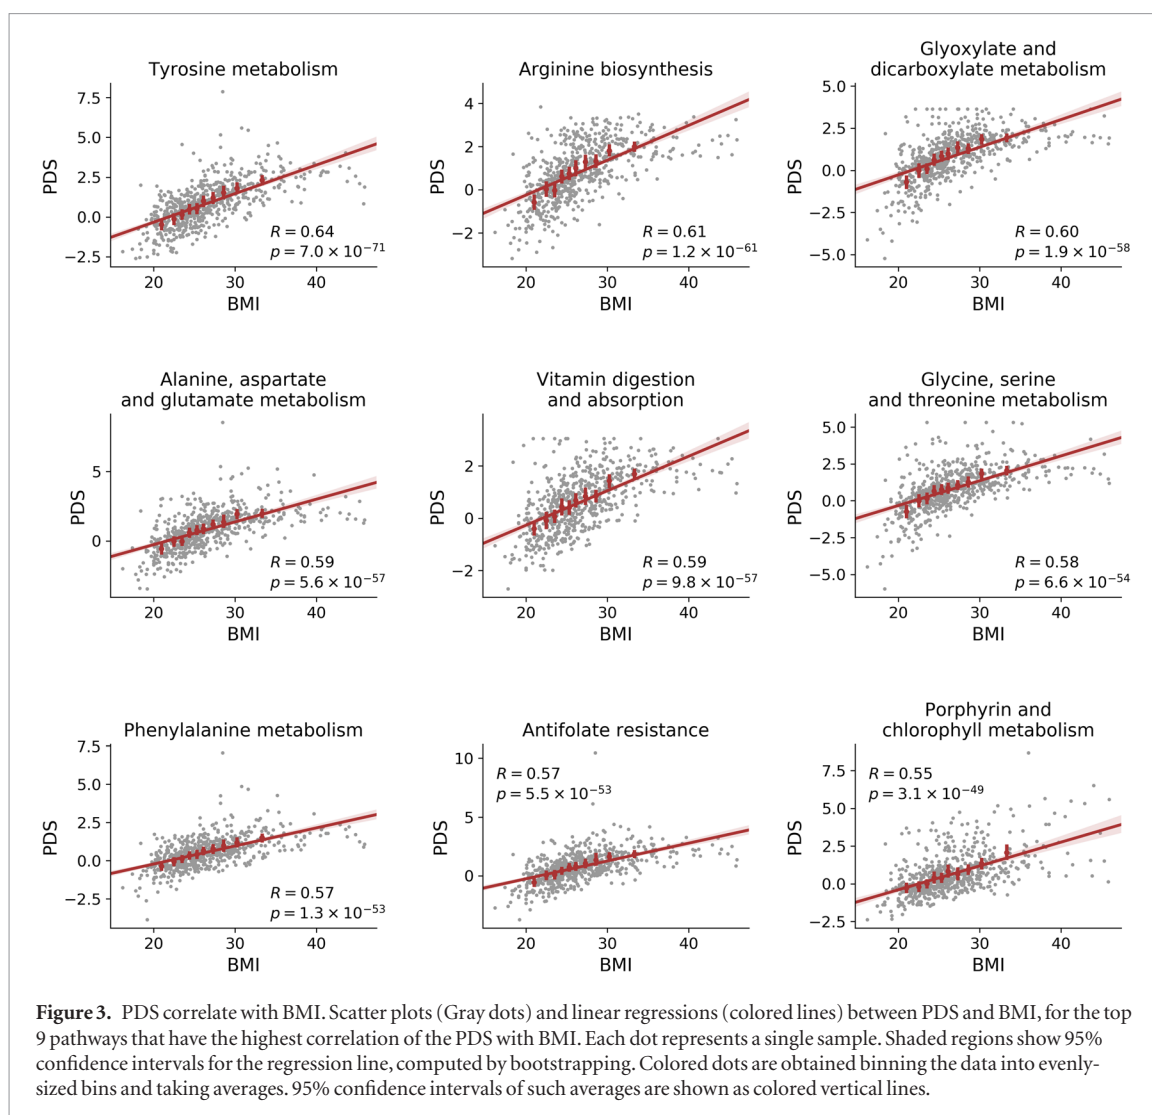 Tyrosine metabolism
7.5
5.0
2.5
0.0
−2.5
PDS
R = 0.64
p = 7.0 × 10⁻⁷¹
20 30 40
BMI
Arginine biosynthesis
4
2
0
−2
PDS
R = 0.61
p = 1.2 × 10⁻⁶¹
20 30 40
BMI
Glyoxylate and
dicarboxylate metabolism
5.0
2.5
0.0
−2.5
−5.0
PDS
R = 0.60
p = 1.9 × 10⁻⁵⁸
20 30 40
BMI
Alanine, aspartate
and glutamate metabolism
5
0
PDS
R = 0.59
p = 5.6 × 10⁻⁵⁷
20 30 40
BMI
Vitamin digestion
and absorption
2
0
−2
PDS
R = 0.59
p = 9.8 × 10⁻⁵⁷
20 30 40
BMI
Glycine, serine
and threonine metabolism
5.0
2.5
0.0
−2.5
−5.0
PDS
R = 0.58
p = 6.6 × 10⁻⁵⁴
20 30 40
BMI
Phenylalanine metabolism
7.5
5.0
2.5
0.0
−2.5
PDS
R = 0.57
p = 1.3 × 10⁻⁵³
20 30 40
BMI
Antifolate resistance
10
5
0
PDS
R = 0.57
p = 5.5 × 10⁻⁵³
20 30 40
BMI
Porphyrin and
chlorophyll metabolism
7.5
5.0
2.5
0.0
−2.5
PDS
R = 0.55
p = 3.1 × 10⁻⁴⁹
20 30 40
BMI
Figure 3. PDS correlate with BMI. Scatter plots (Gray dots) and linear regressions (colored lines) between PDS and BMI, for the top
9 pathways that have the highest correlation of the PDS with BMI. Each dot represents a single sample. Shaded regions show 95%
confidence intervals for the regression line, computed by bootstrapping. Colored dots are obtained binning the data into evenly-
sized bins and taking averages. 95% confidence intervals of such averages are shown as colored vertical lines.